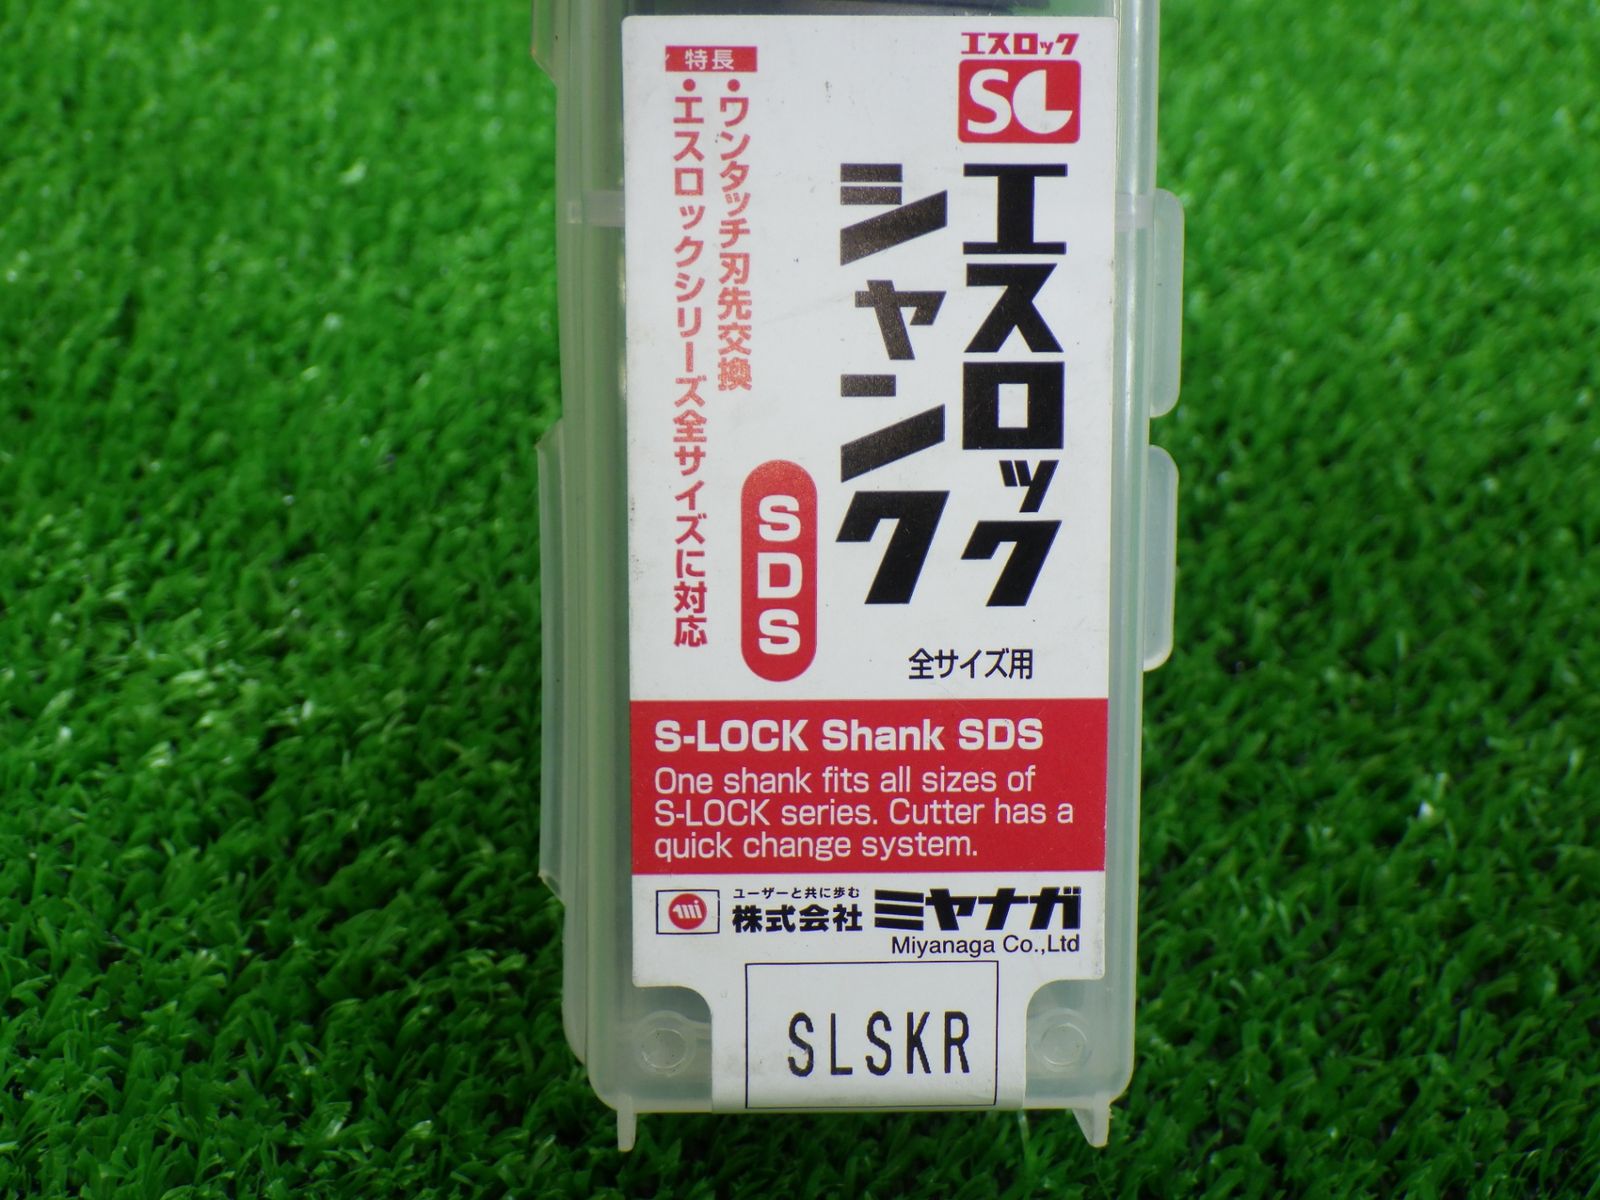 エスロック
SL
エスロック
シャンク
全サイズ用
SDS
特長
・ワンタッチ刃先交換
・エスロックシリーズ全サイズに対応
S-LOCK Shank SDS
One shank fits all sizes of
S-LOCK series. Cutter has a
quick change system.
mi
ユーザーと共に歩む
株式会社 ミヤナガ
Miyanaga Co.,Ltd
SLSKR